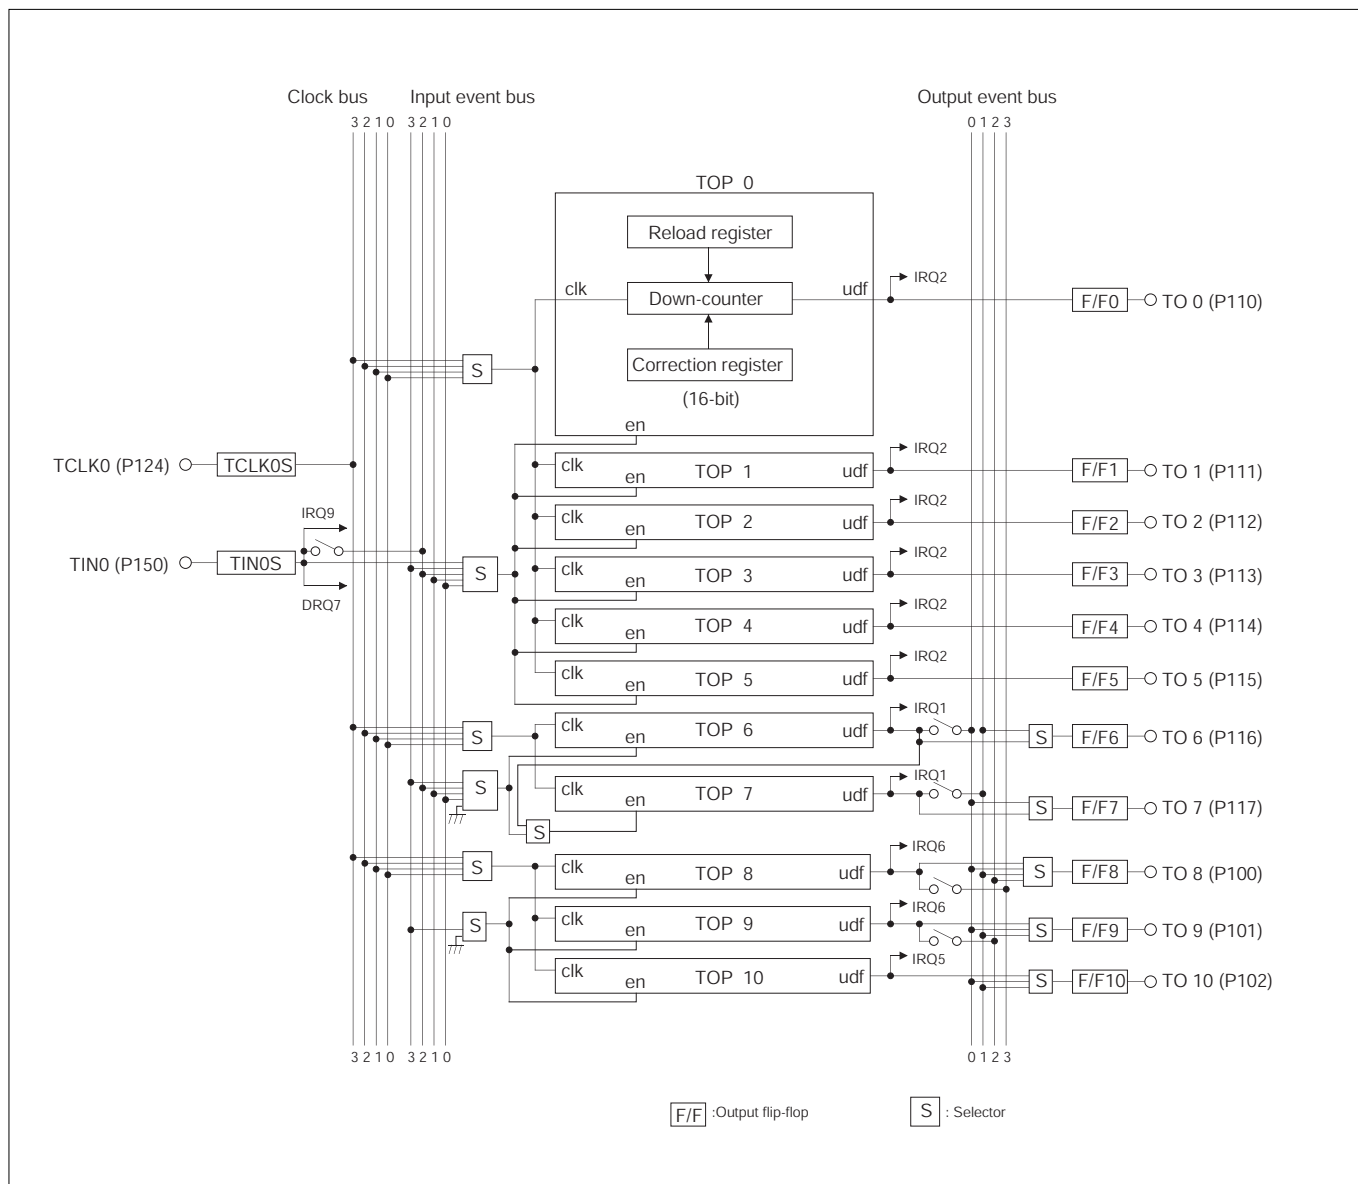 Clock bus Input event bus Output event bus
3 2 1 0 3 2 1 0 0 1 2 3
TOP 0
Reload register
clk Down-counter udf IRQ2 F/F0 TO 0 (P110)
S
Correction register
(16-bit)
en
TCLK0 (P124) TCLK0S
clk en TOP 1 udf IRQ2 F/F1 TO 1 (P111)
IRQ9
clk en TOP 2 udf IRQ2 F/F2 TO 2 (P112)
TIN0 (P150) TIN0S
DRQ7
S
clk en TOP 3 udf IRQ2 F/F3 TO 3 (P113)
clk en TOP 4 udf IRQ2 F/F4 TO 4 (P114)
clk en TOP 5 udf IRQ2 F/F5 TO 5 (P115)
S clk en TOP 6 udf IRQ1 S F/F6 TO 6 (P116)
S
clk en TOP 7 udf IRQ1 S F/F7 TO 7 (P117)
S
S clk en TOP 8 udf IRQ6 S F/F8 TO 8 (P100)
S clk en TOP 9 udf IRQ6 S F/F9 TO 9 (P101)
clk en TOP 10 udf IRQ5 S F/F10 TO 10 (P102)
3 2 1 0 3 2 1 0 0 1 2 3
F/F :Output flip-flop S : Selector